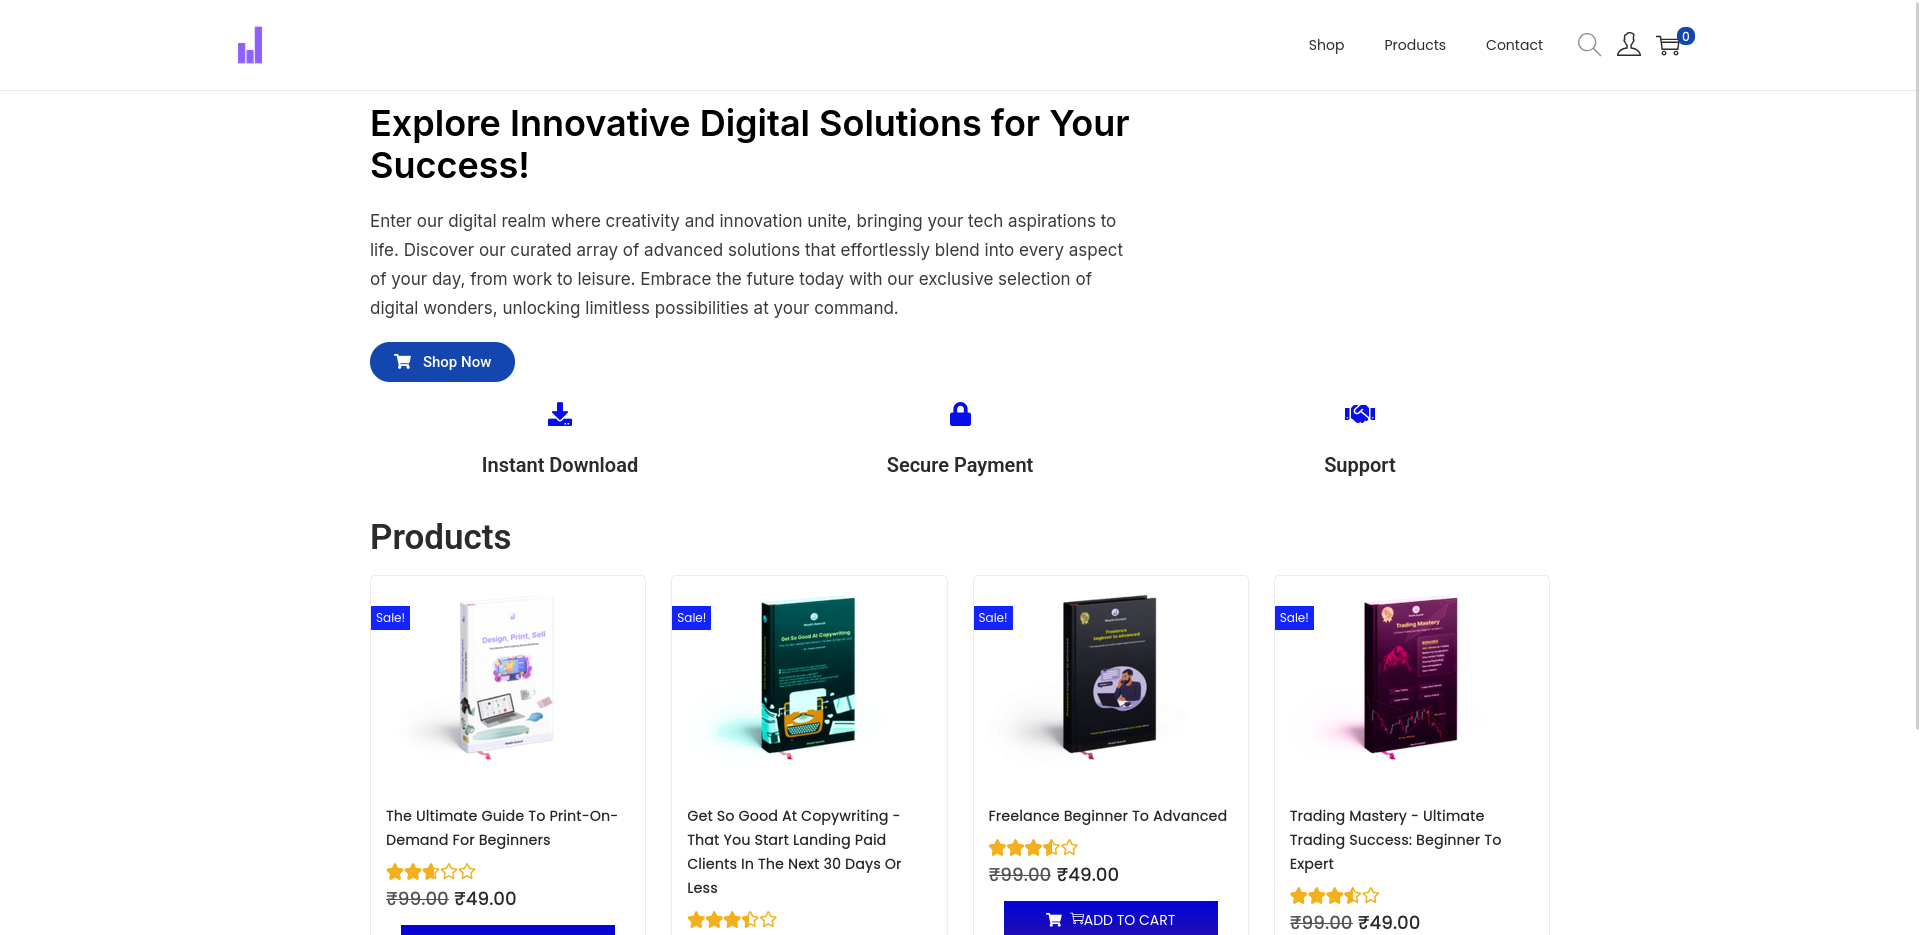 Shop Products Contact 0
Explore Innovative Digital Solutions for Your
Success!
Enter our digital realm where creativity and innovation unite, bringing your tech aspirations to
life. Discover our curated array of advanced solutions that effortlessly blend into every aspect
of your day, from work to leisure. Embrace the future today with our exclusive selection of
digital wonders, unlocking limitless possibilities at your command.
Shop Now
Instant Download
Secure Payment
Support
Products
Sale!
Design, Print, Sell
The Ultimate Guide To Print-On-
Demand For Beginners
₹99.00 ₹49.00
Sale!
Get So Good At Copywriting
Get So Good At Copywriting -
That You Start Landing Paid
Clients In The Next 30 Days Or
Less
Sale!
Freelance
beginner to advanced
Freelance Beginner To Advanced
₹99.00 ₹49.00
ADD TO CART
Sale!
Trading Mastery
Trading Mastery - Ultimate
Trading Success: Beginner To
Expert
₹99.00 ₹49.00